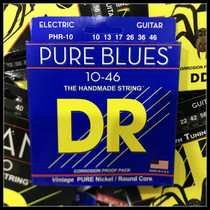 ELECTRIC GUITAR
PHR-10 10 13 17 26 36 46
PURE BLUES
10-46
THE HANDMADE STRING
DR
CORROSION PROOF PACK
Vintage PURE Nickel / Round Core